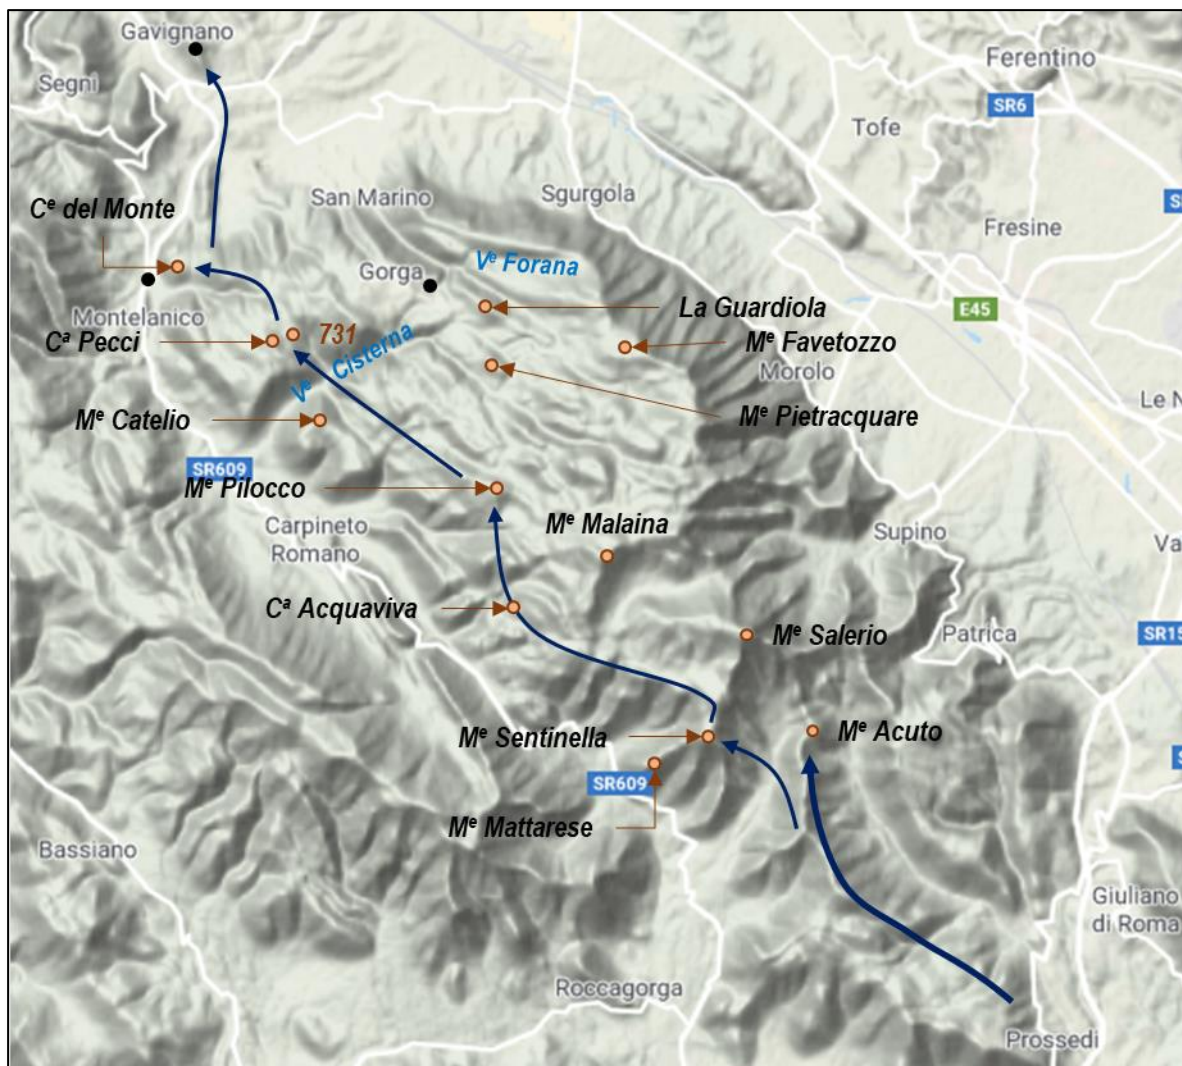 Gavignano
Segni
Ferentino
SR6
Tofe
Cᵉ del Monte
San Marino
Sgurgola
Fresine
Gorga
Vᵉ Forana
E45
Montelanico
731
La Guardiola
Cᵃ Pecci
Vᵉ Cisterna
Mᵉ Favetozzo
Morolo
Le N
Mᵉ Catelio
Mᵉ Pietracquare
SR609
Mᵉ Pilocco
Carpineto
Romano
Mᵉ Malaina
Supino
Va
Cᵃ Acquaviva
Mᵉ Salerio
Patrica
SR15
Mᵉ Sentinella
Mᵉ Acuto
SR609
Mᵉ Mattarese
Bassiano
Giuliano
di Roma
Roccagorga
Prossedi